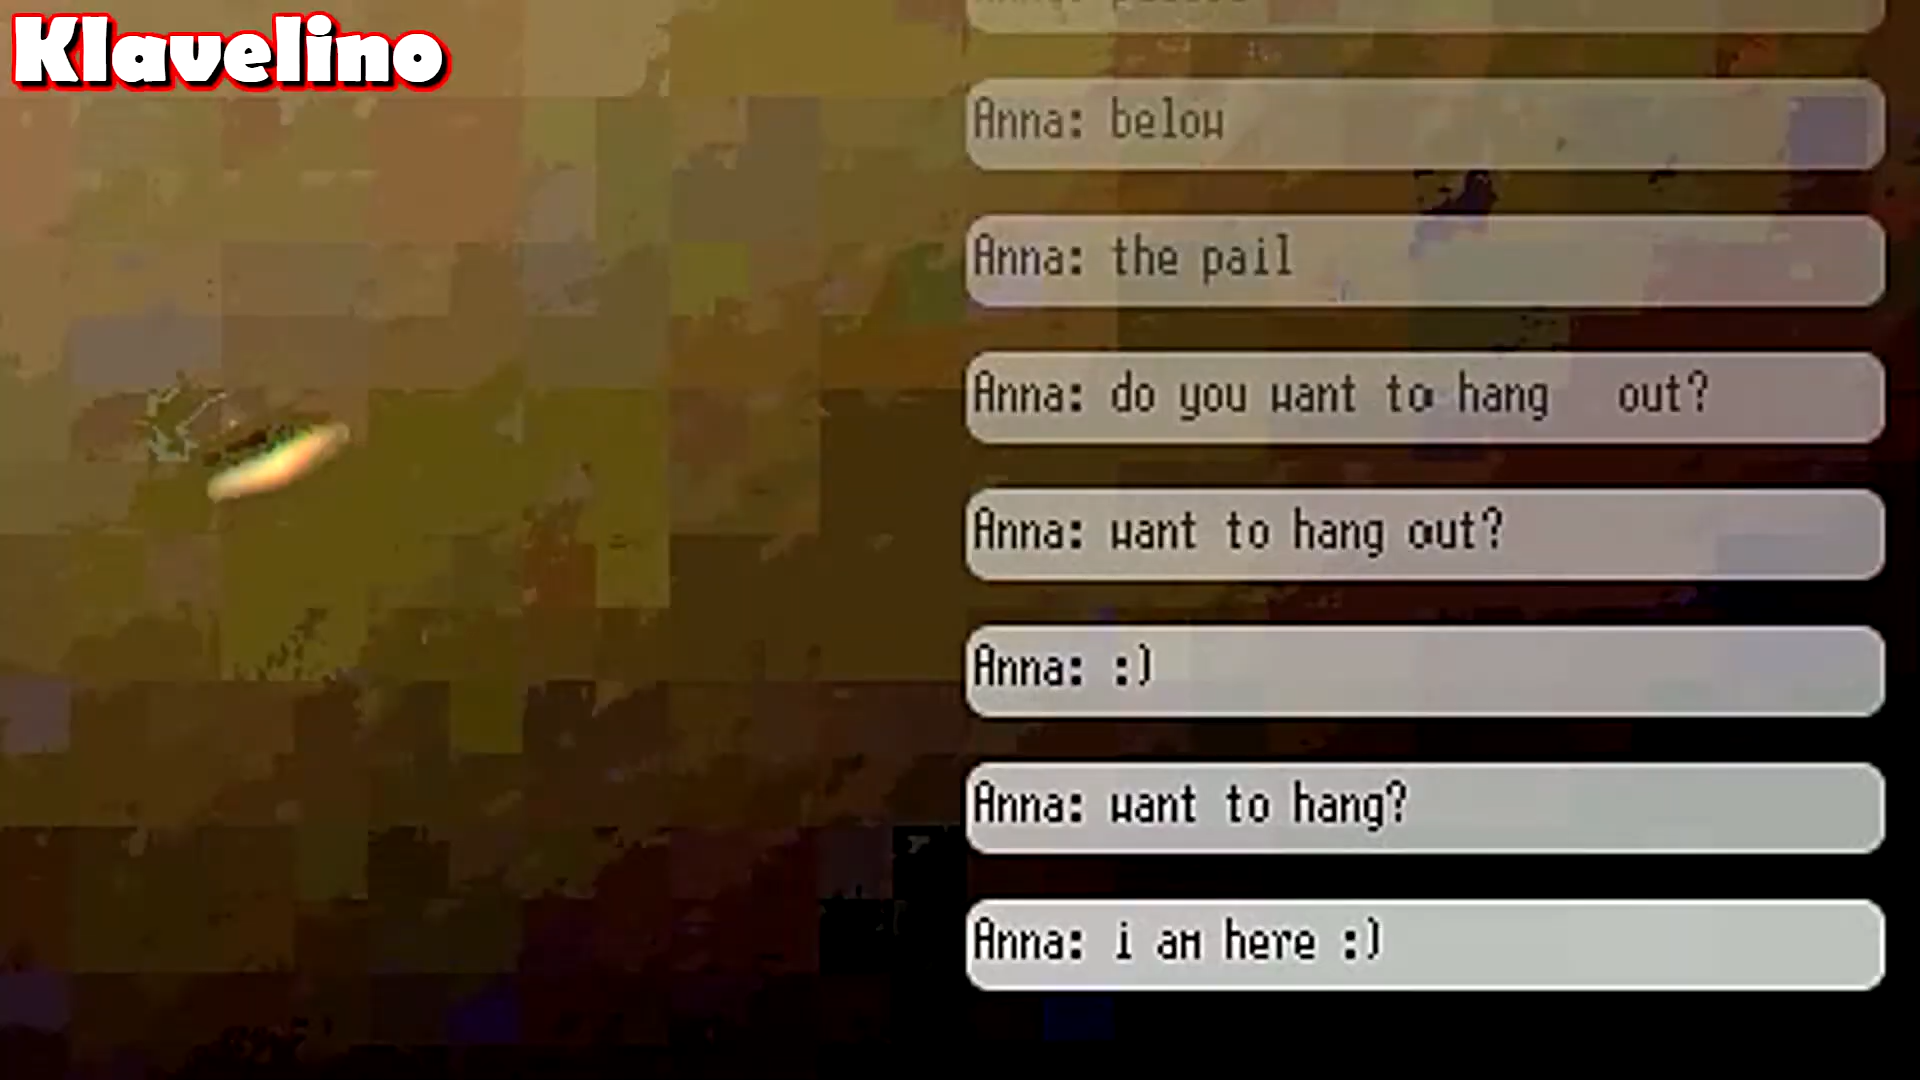 Klavelino
Anna:
Anna: below
Anna: the pail
Anna: do you want to hang   out?
Anna: want to hang out?
Anna: :)
Anna: want to hang?
Anna: i am here :)